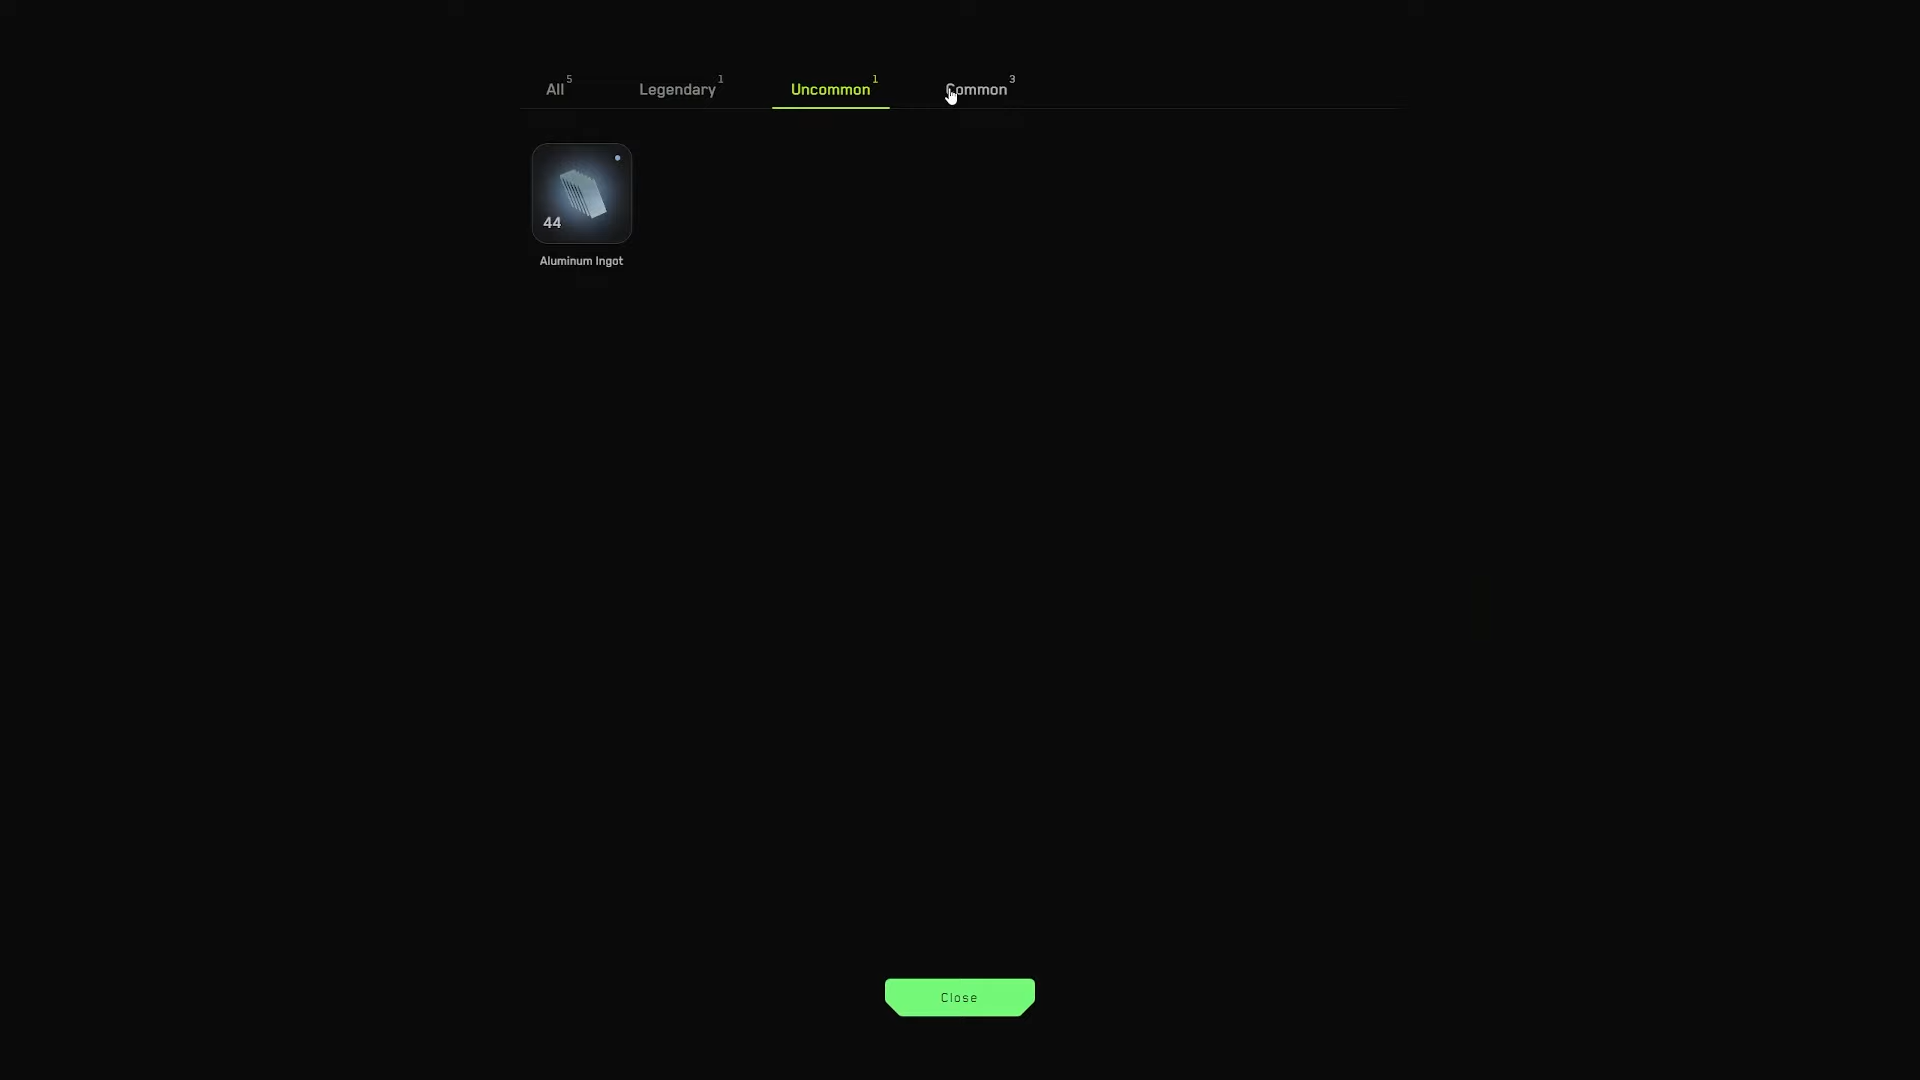 All 5
Legendary 1
Uncommon 1
Common 3
44
Aluminum Ingot
Close